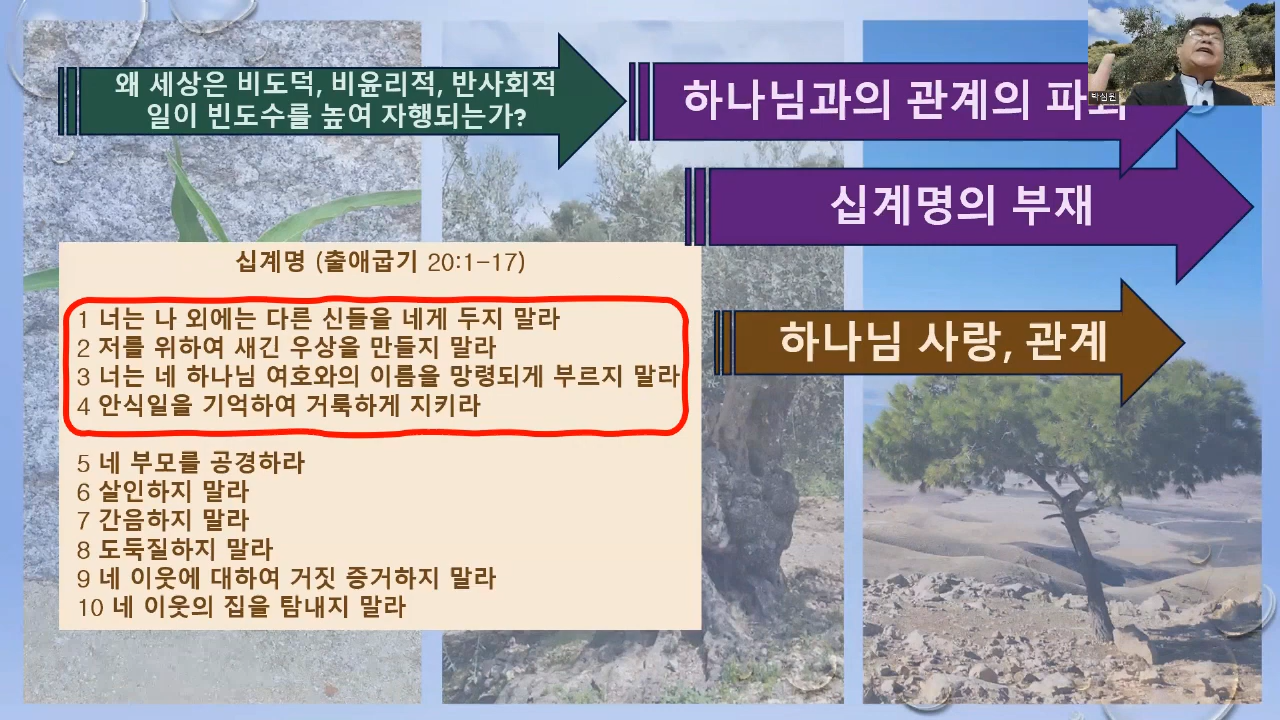 왜 세상은 비도덕, 비윤리적, 반사회적
일이 빈도수를 높여 자행되는가?
하나님과의 관계의
십계명의 부재
하나님 사랑, 관계
십계명 (출애굽기 20:1-17)
1 너는 나 외에는 다른 신들을 네게 두지 말라
2 저를 위하여 새긴 우상을 만들지 말라
3 너는 네 하나님 여호와의 이름을 망령되게 부르지 말라
4 안식일을 기억하여 거룩하게 지키라
5 네 부모를 공경하라
6 살인하지 말라
7 간음하지 말라
8 도둑질하지 말라
9 네 이웃에 대하여 거짓 증거하지 말라
10 네 이웃의 집을 탐내지 말라